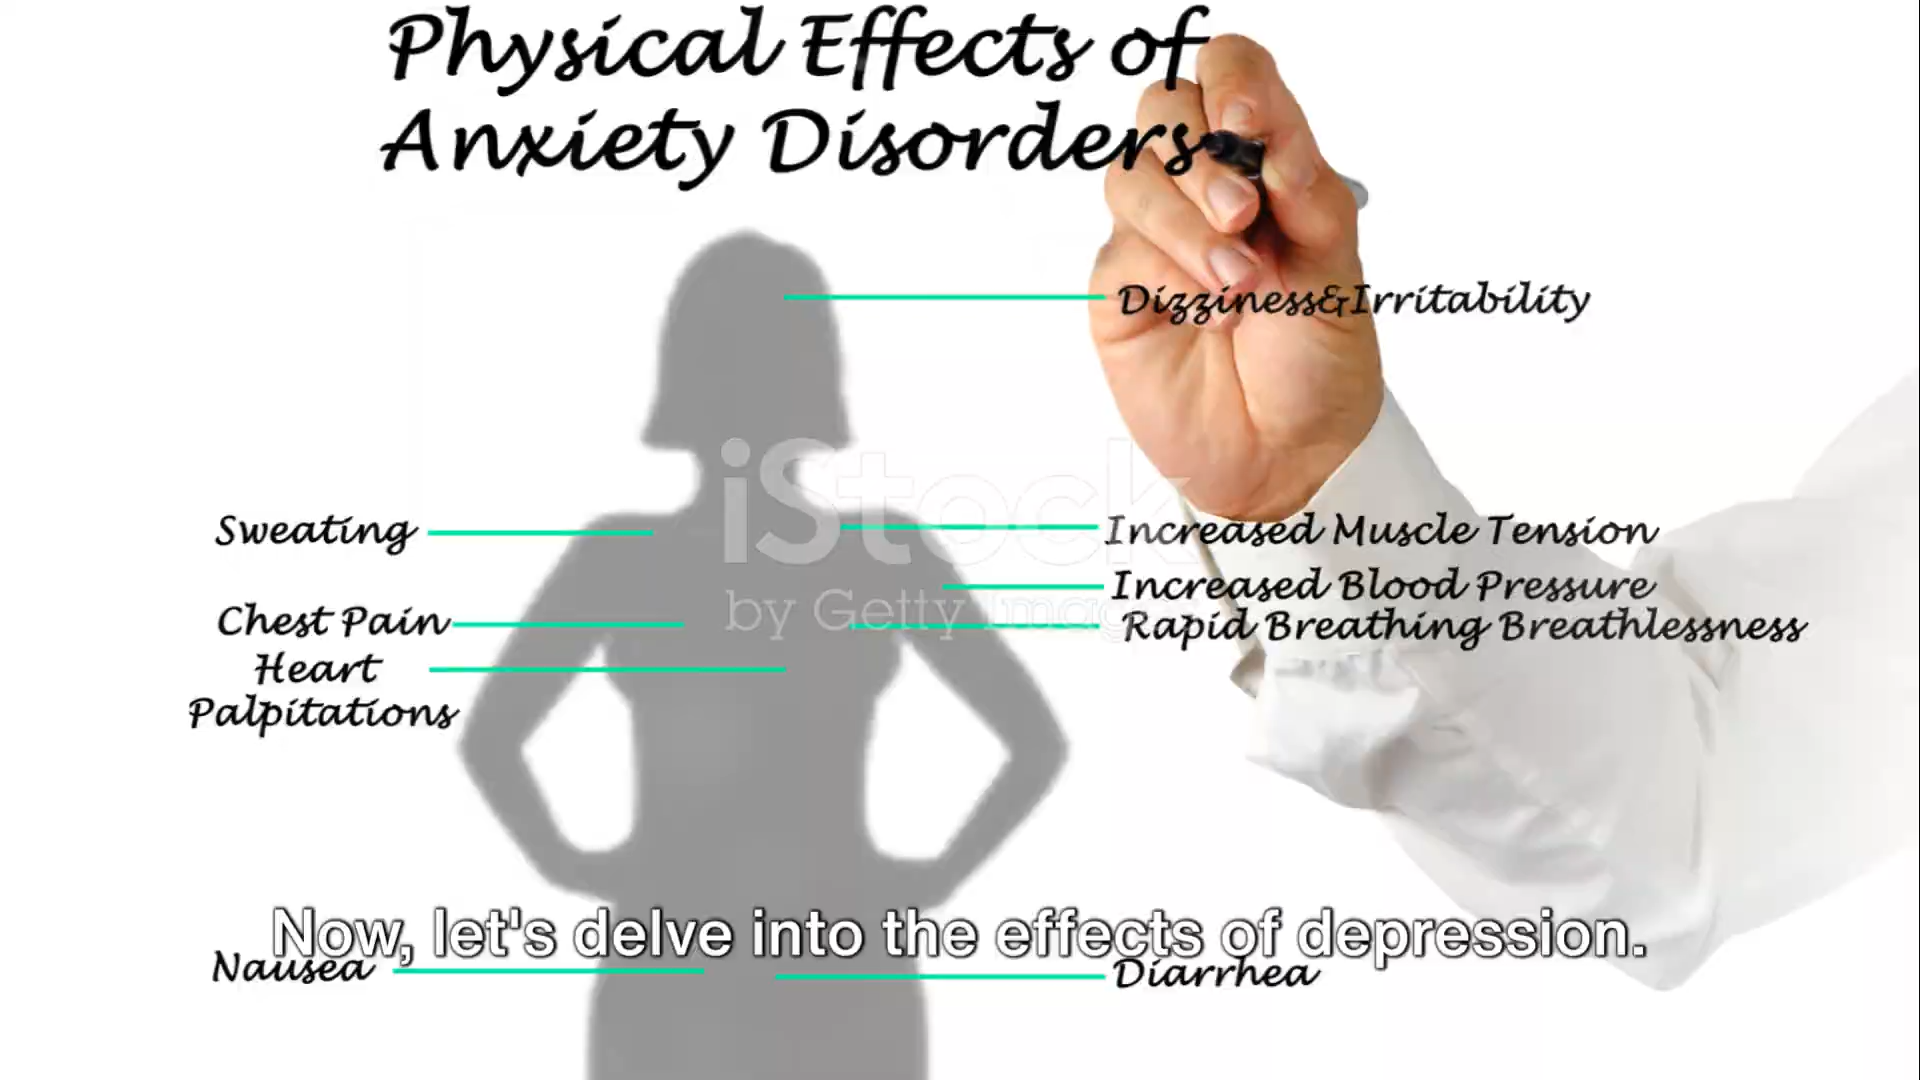 Physical Effects of
Anxiety Disorders
Dizziness&Irritability
iStock
by Getty Images
Sweating
Increased Muscle Tension
Increased Blood Pressure
Chest Pain
Rapid Breathing Breathlessness
Heart
Palpitations
Now, let's delve into the effects of depression.
Nausea
Diarrhea